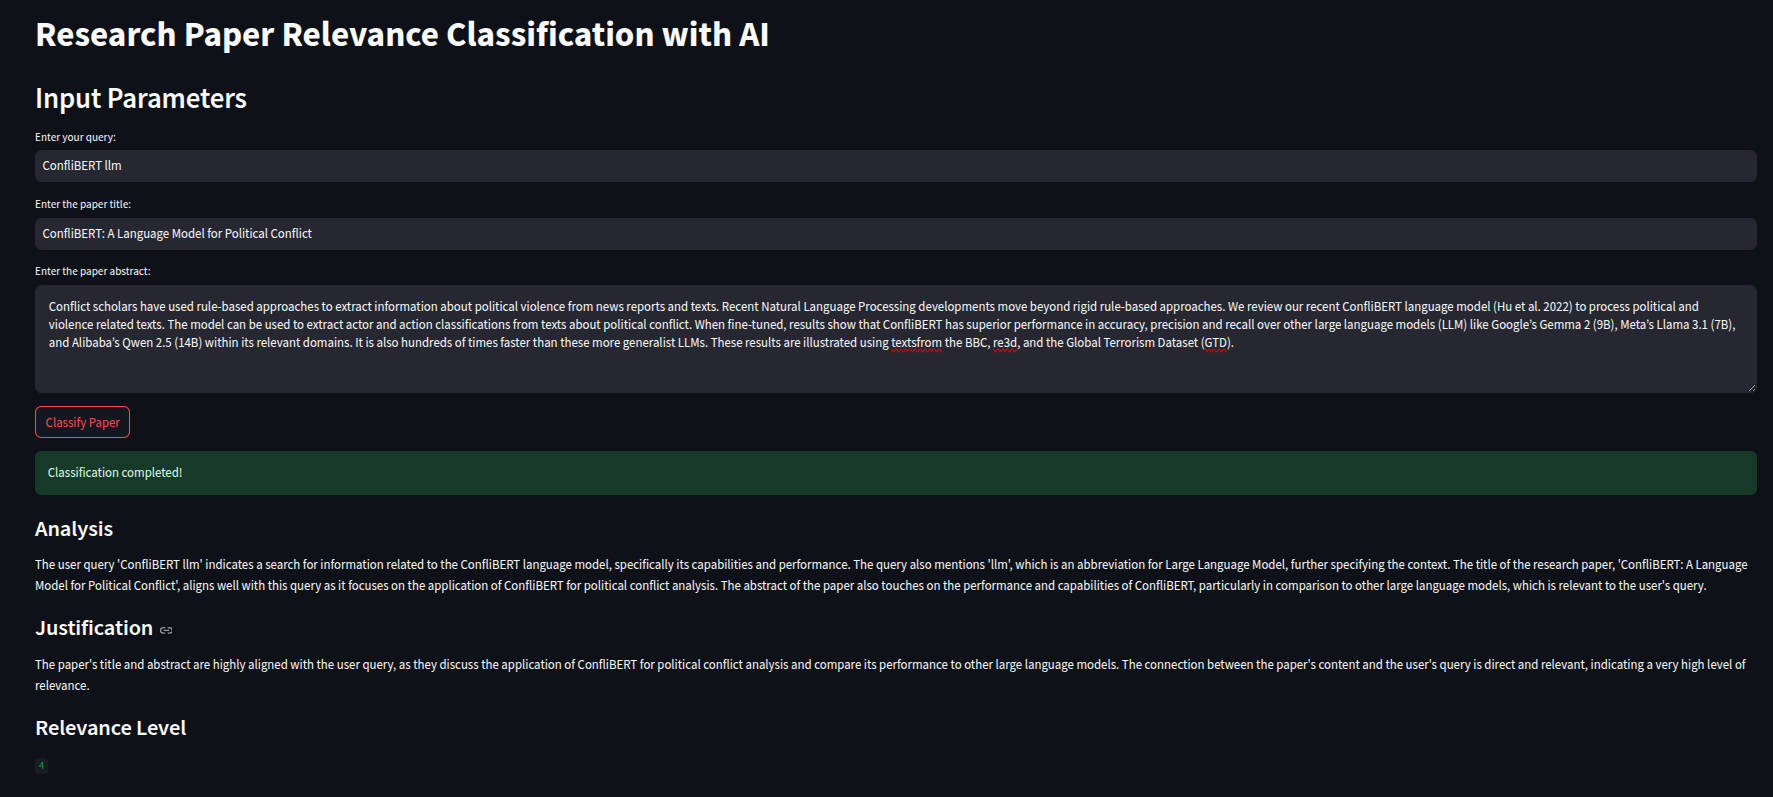 Research Paper Relevance Classification with AI
Input Parameters
Enter your query:
ConfliBERT llm
Enter the paper title:
ConfliBERT: A Language Model for Political Conflict
Enter the paper abstract:
Conflict scholars have used rule-based approaches to extract information about political violence from news reports and texts. Recent Natural Language Processing developments move beyond rigid rule-based approaches. We review our recent ConfliBERT language model (Hu et al. 2022) to process political and
violence related texts. The model can be used to extract actor and action classifications from texts about political conflict. When fine-tuned, results show that ConfliBERT has superior performance in accuracy, precision and recall over other large language models (LLM) like Google's Gemma 2 (9B), Meta's Llama 3.1 (7B),
and Alibaba's Qwen 2.5 (14B) within its relevant domains. It is also hundreds of times faster than these more generalist LLMs. These results are illustrated using textsfrom the BBC, re3d, and the Global Terrorism Dataset (GTD).
Classify Paper
Classification completed!
Analysis
The user query 'ConfliBERT llm' indicates a search for information related to the ConfliBERT language model, specifically its capabilities and performance. The query also mentions 'llm', which is an abbreviation for Large Language Model, further specifying the context. The title of the research paper, 'ConfliBERT: A Language
Model for Political Conflict', aligns well with this query as it focuses on the application of ConfliBERT for political conflict analysis. The abstract of the paper also touches on the performance and capabilities of ConfliBERT, particularly in comparison to other large language models, which is relevant to the user's query.
Justification
The paper's title and abstract are highly aligned with the user query, as they discuss the application of ConfliBERT for political conflict analysis and compare its performance to other large language models. The connection between the paper's content and the user's query is direct and relevant, indicating a very high level of
relevance.
Relevance Level
4